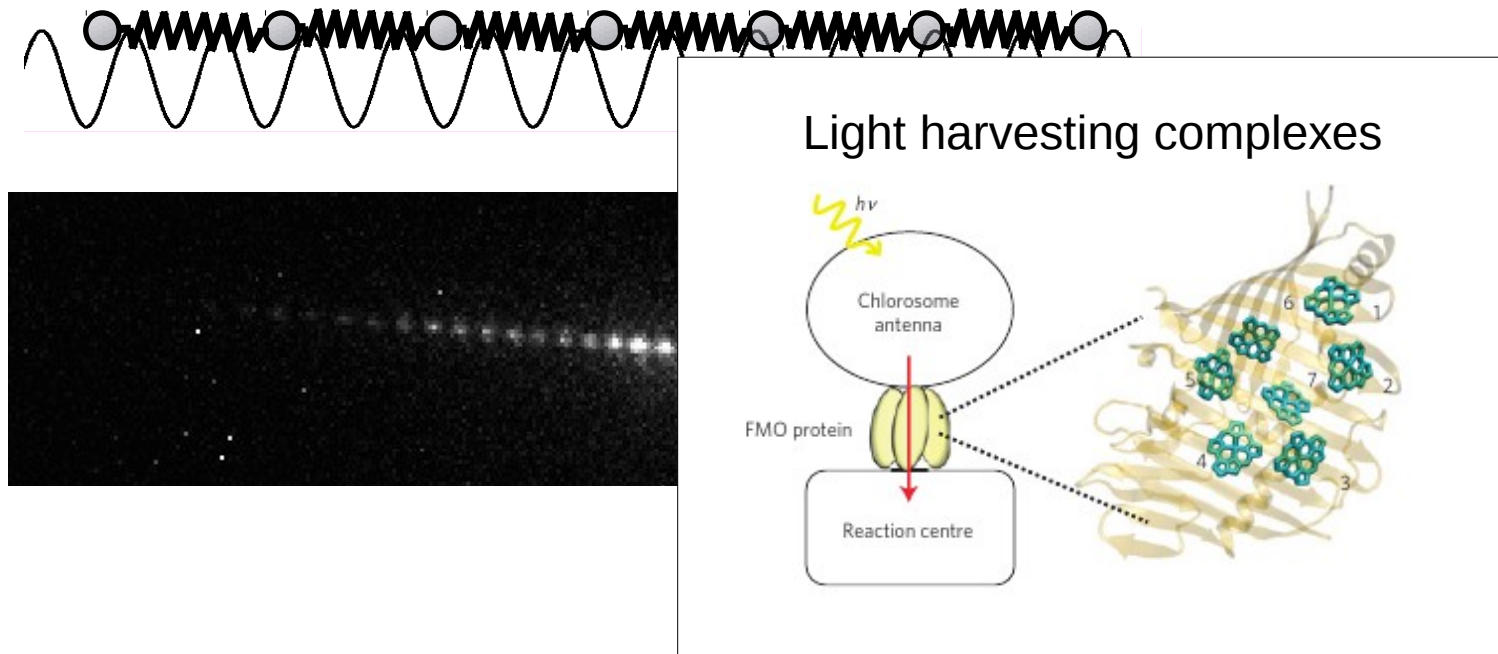 Light harvesting complexes
hν
Chlorosome
antenna
FMO protein
Reaction centre
6
1
5
7
2
4
3